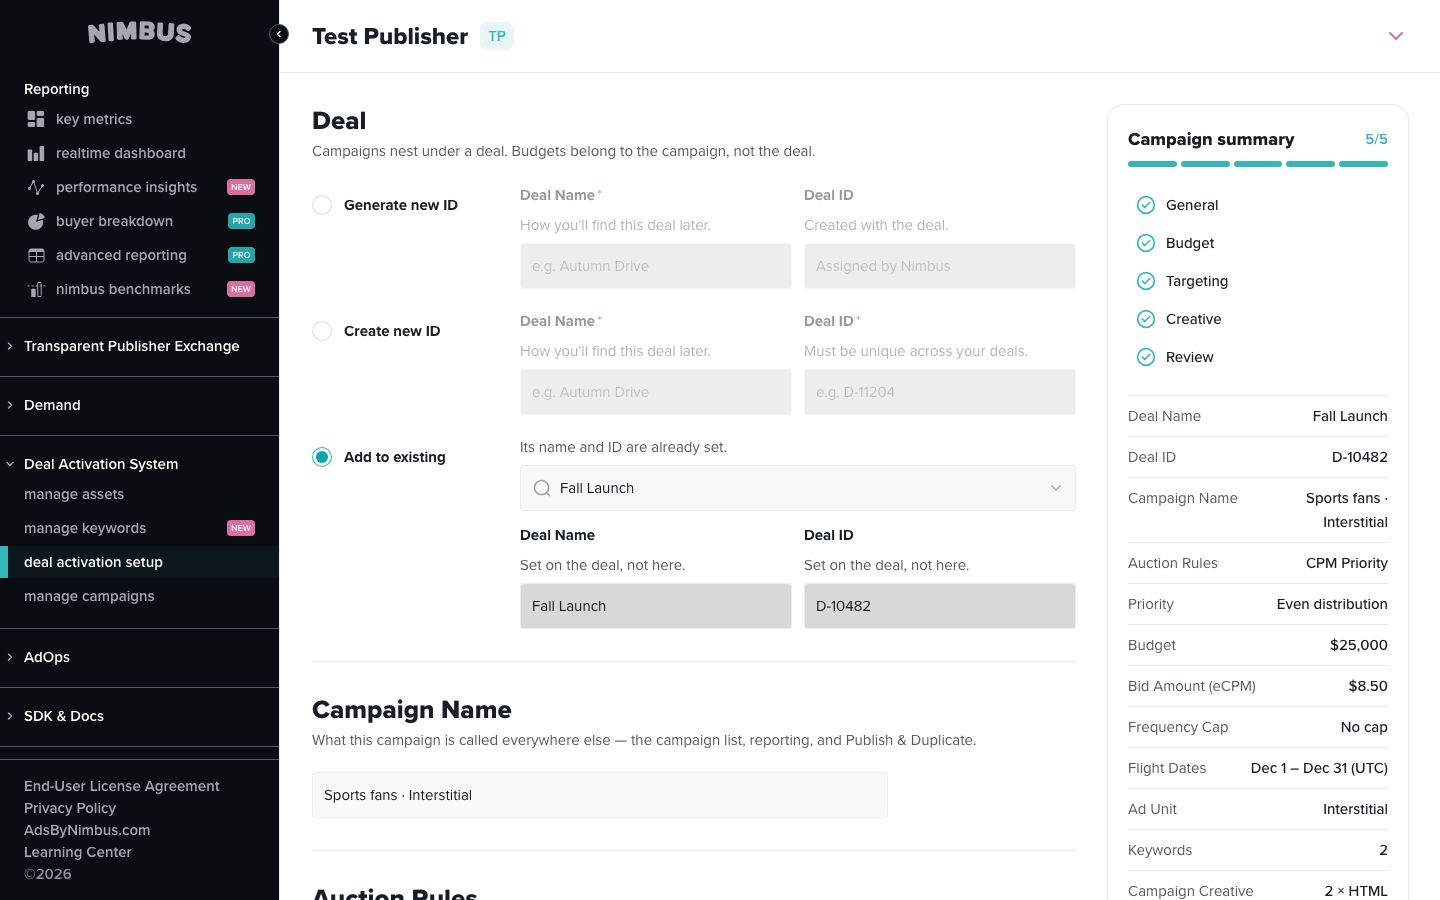 NIMBUS
Reporting
key metrics
realtime dashboard
performance insights NEW
buyer breakdown PRO
advanced reporting PRO
nimbus benchmarks NEW
Transparent Publisher Exchange
Demand
Deal Activation System
manage assets
manage keywords NEW
deal activation setup
manage campaigns
AdOps
SDK & Docs
End-User License Agreement
Privacy Policy
AdsByNimbus.com
Learning Center
©2026
Test Publisher TP
Deal
Campaigns nest under a deal. Budgets belong to the campaign, not the deal.
Generate new ID
Deal Name* Deal ID
How you'll find this deal later. Created with the deal.
e.g. Autumn Drive Assigned by Nimbus
Create new ID
Deal Name* Deal ID*
How you'll find this deal later. Must be unique across your deals.
e.g. Autumn Drive e.g. D-11204
Add to existing
Its name and ID are already set.
Fall Launch
Deal Name Deal ID
Set on the deal, not here. Set on the deal, not here.
Fall Launch D-10482
Campaign Name
What this campaign is called everywhere else — the campaign list, reporting, and Publish & Duplicate.
Sports fans · Interstitial
Auction Rules
Campaign summary 5/5
General
Budget
Targeting
Creative
Review
Deal Name Fall Launch
Deal ID D-10482
Campaign Name Sports fans ·
Interstitial
Auction Rules CPM Priority
Priority Even distribution
Budget $25,000
Bid Amount (eCPM) $8.50
Frequency Cap No cap
Flight Dates Dec 1 – Dec 31 (UTC)
Ad Unit Interstitial
Keywords 2
Campaign Creative 2 × HTML